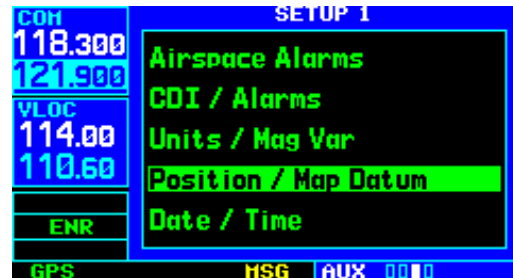 COM
118.300
121.900
VLOC
114.00
110.60
ENR
SETUP 1
Airspace Alarms
CDI / Alarms
Units / Mag Var
Position / Map Datum
Date / Time
GPS MSG AUX